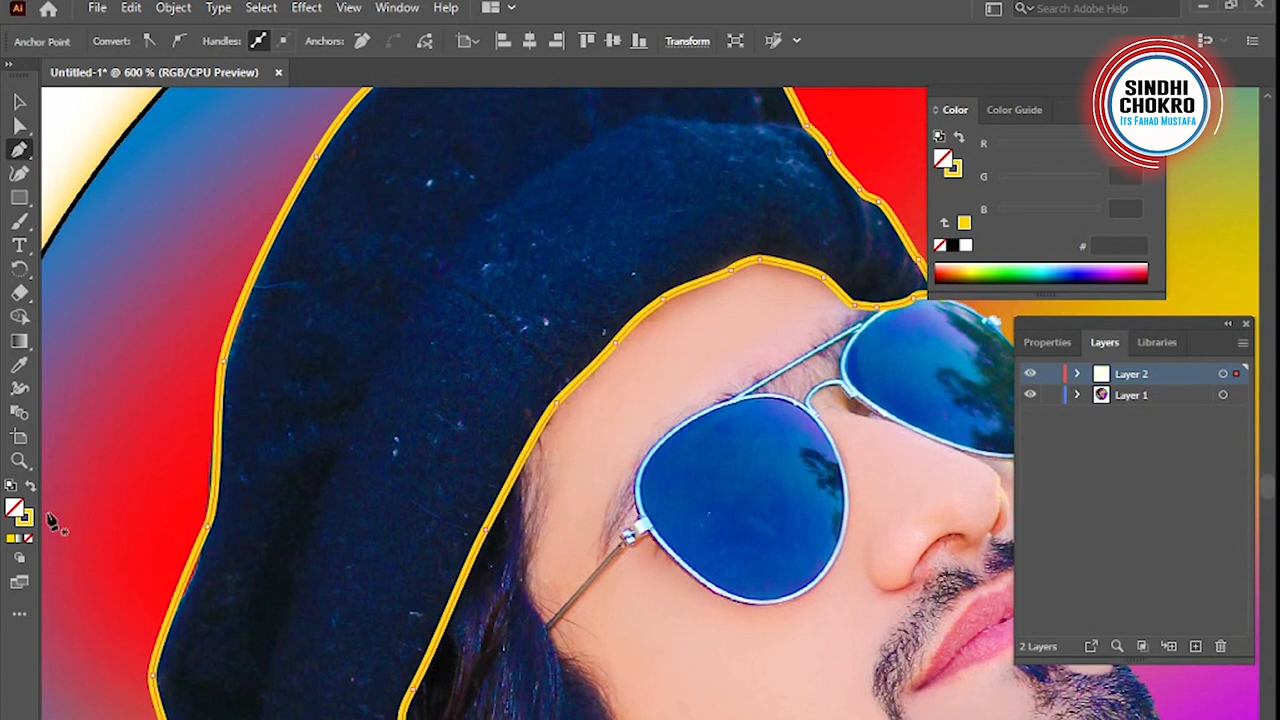 Ai File Edit Object Type Select Effect View Window Help Search Adobe Help
Anchor Point Convert: Handles: Anchors: Transform
Untitled-1* @ 600 % (RGB/CPU Preview) ×
SINDHI
CHOKRO
ITS FAHAD MUSTAFA
Color Color Guide
R
G
B
#
Properties Layers Libraries
Layer 2
Layer 1
2 Layers